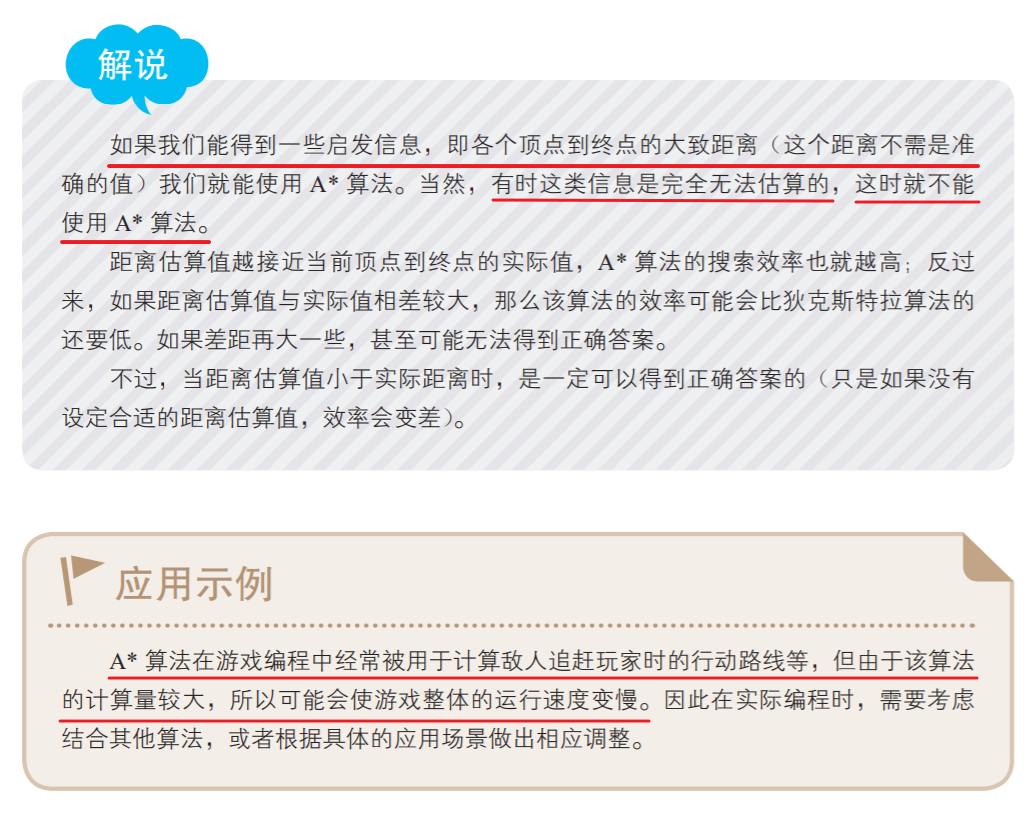 解说
如果我们能得到一些启发信息，即各个顶点到终点的大致距离（这个距离不需是准
确的值）我们就能使用 A* 算法。当然，有时这类信息是完全无法估算的，这时就不能
使用 A* 算法。
距离估算值越接近当前顶点到终点的实际值，A* 算法的搜索效率也就越高；反过
来，如果距离估算值与实际值相差较大，那么该算法的效率可能会比狄克斯特拉算法的
还要低。如果差距再大一些，甚至可能无法得到正确答案。
不过，当距离估算值小于实际距离时，是一定可以得到正确答案的（只是如果没有
设定合适的距离估算值，效率会变差）。
应用示例
A* 算法在游戏编程中经常被用于计算敌人追赶玩家时的行动路线等，但由于该算法
的计算量较大，所以可能会使游戏整体的运行速度变慢。因此在实际编程时，需要考虑
结合其他算法，或者根据具体的应用场景做出相应调整。